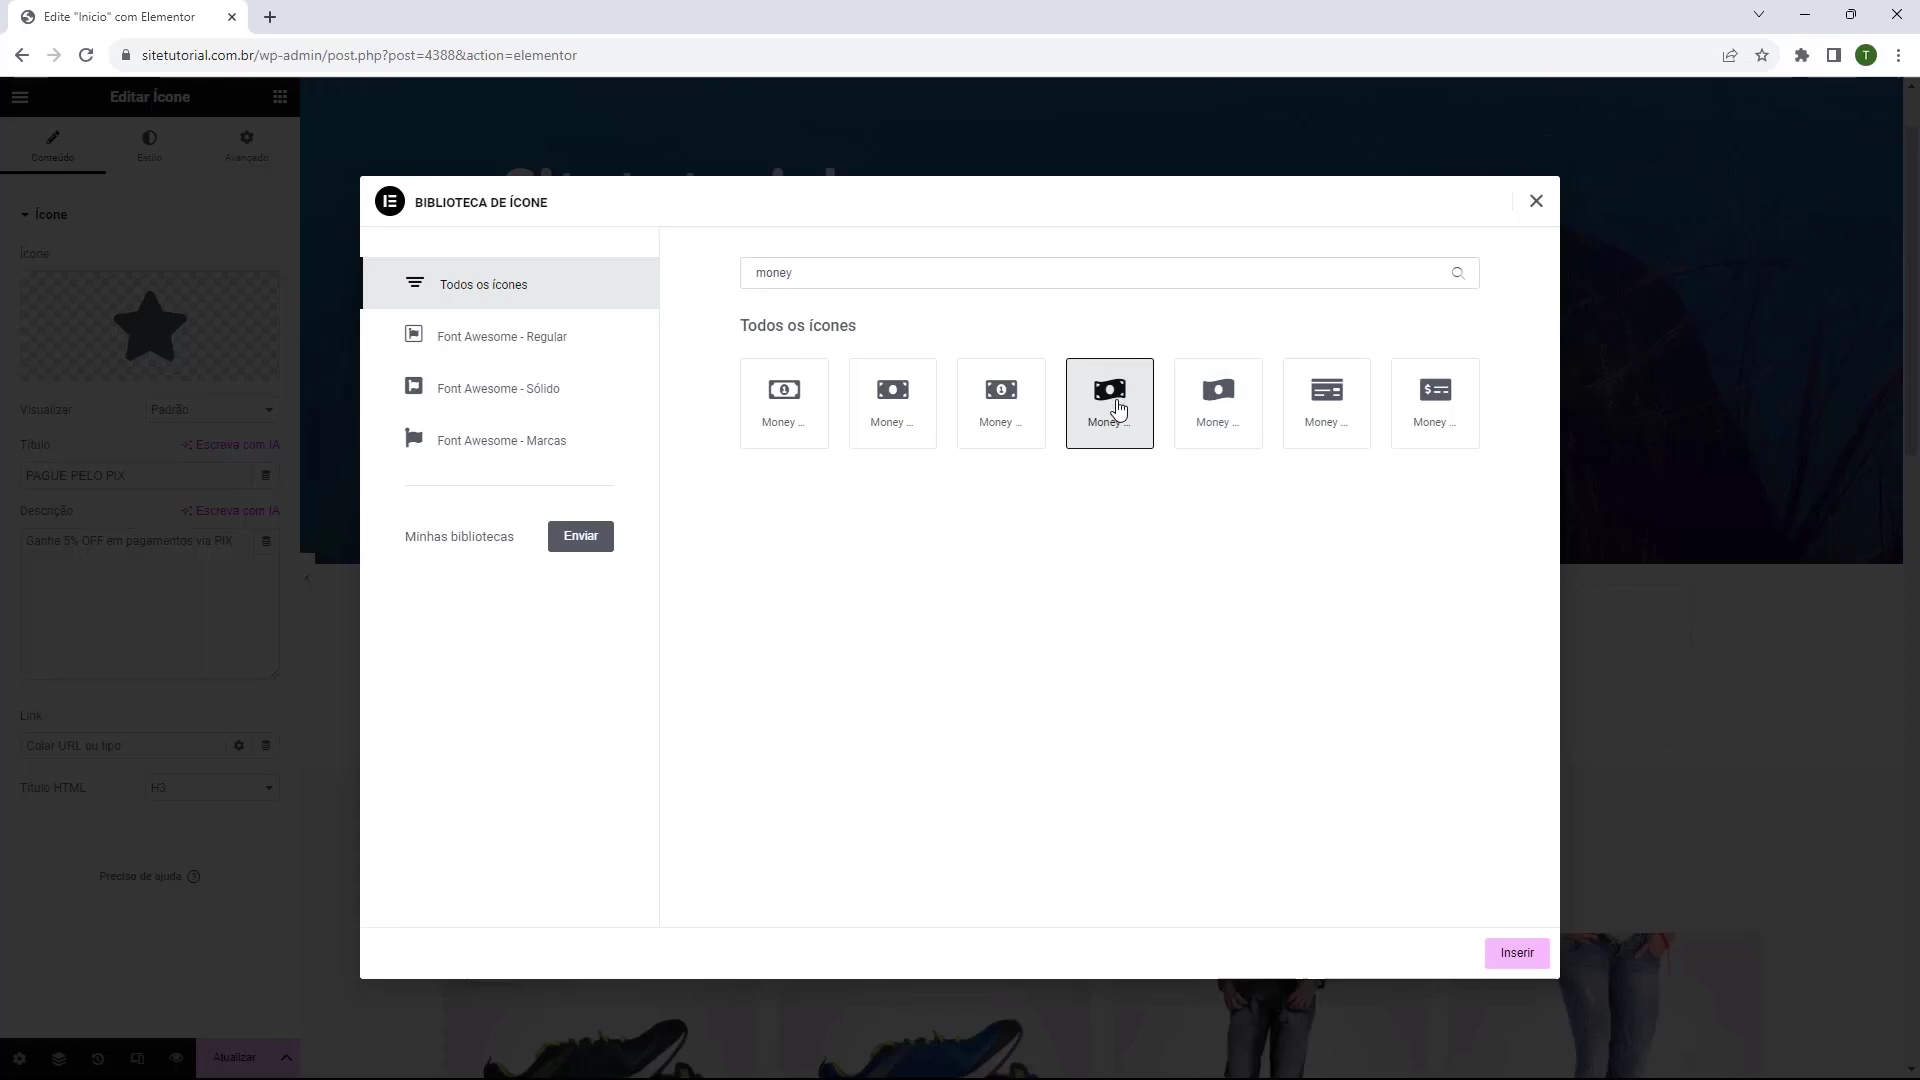 Edite "Inicio" com Elementor
sitetutorial.com.br/wp-admin/post.php?post=4388&action=elementor
T
Editar Ícone
Conteúdo
Estilo
Avançado
Ícone
Ícone
Visualizar
Padrão
Título
Escreva com IA
PAGUE PELO PIX
Descrição
Escreva com IA
Ganhe 5% OFF em pagamentos via PIX
Link
Colar URL ou tipo
Título HTML
H3
Preciso de ajuda
Atualizar
BIBLIOTECA DE ÍCONE
Todos os ícones
Font Awesome - Regular
Font Awesome - Sólido
Font Awesome - Marcas
Minhas bibliotecas
Enviar
money
Todos os ícones
Money ...
Money ...
Money ...
Money ...
Money ...
Money ...
Money ...
Inserir